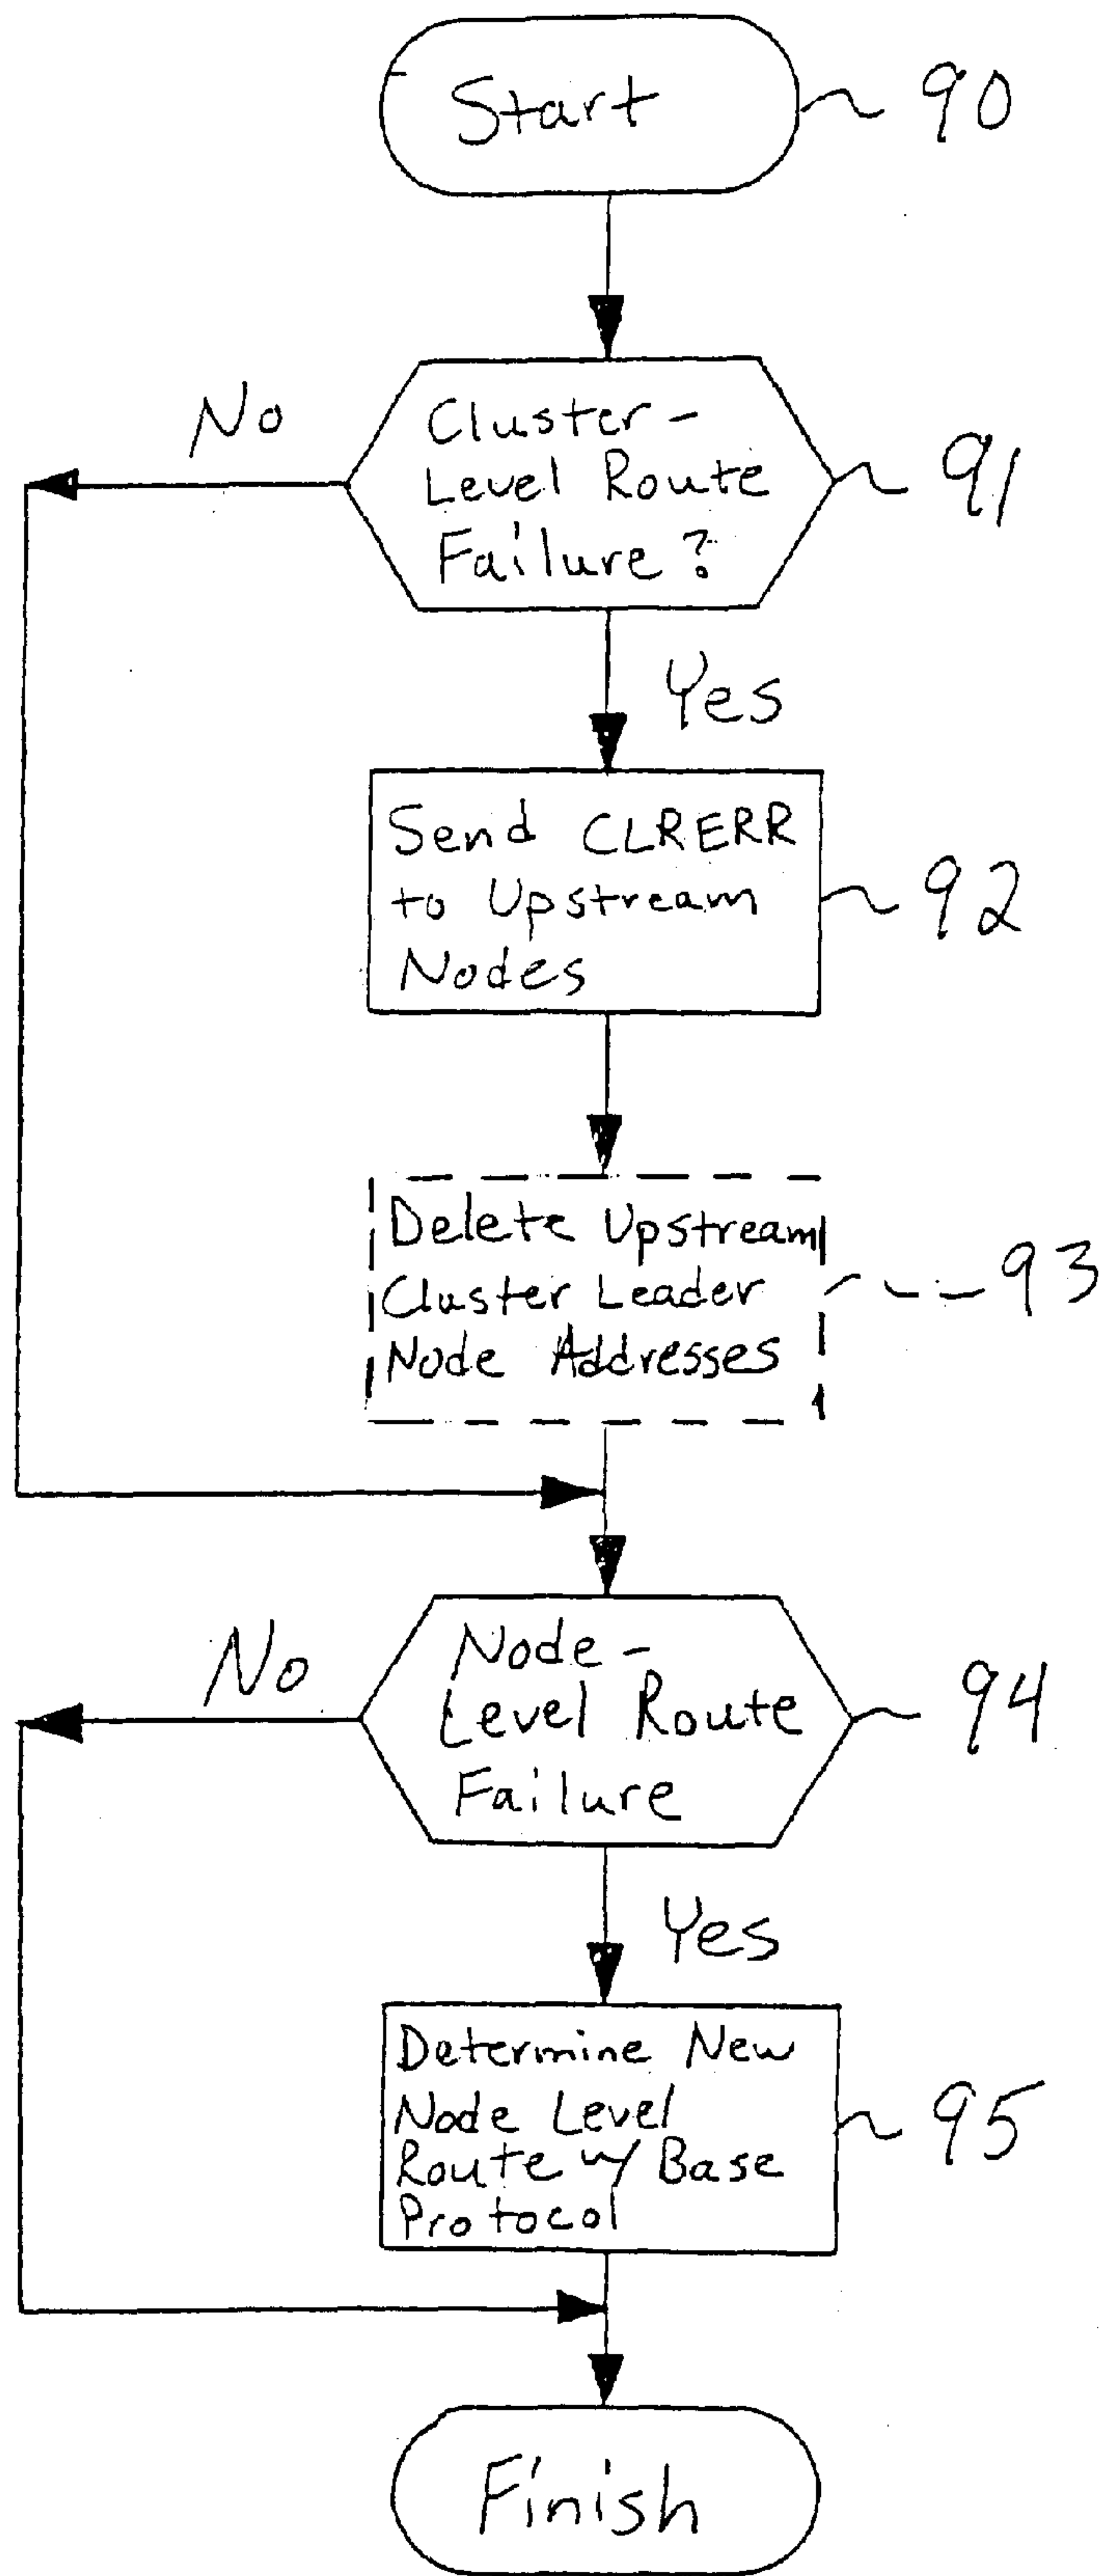 Start
90
No
Cluster-
Level Route
Failure?
91
Yes
Send CLRERR
to Upstream
Nodes
92
Delete Upstream
Cluster Leader
Node Addresses
93
No
Node-
Level Route
Failure
94
Yes
Determine New
Node Level
Route w/ Base
Protocol
95
Finish